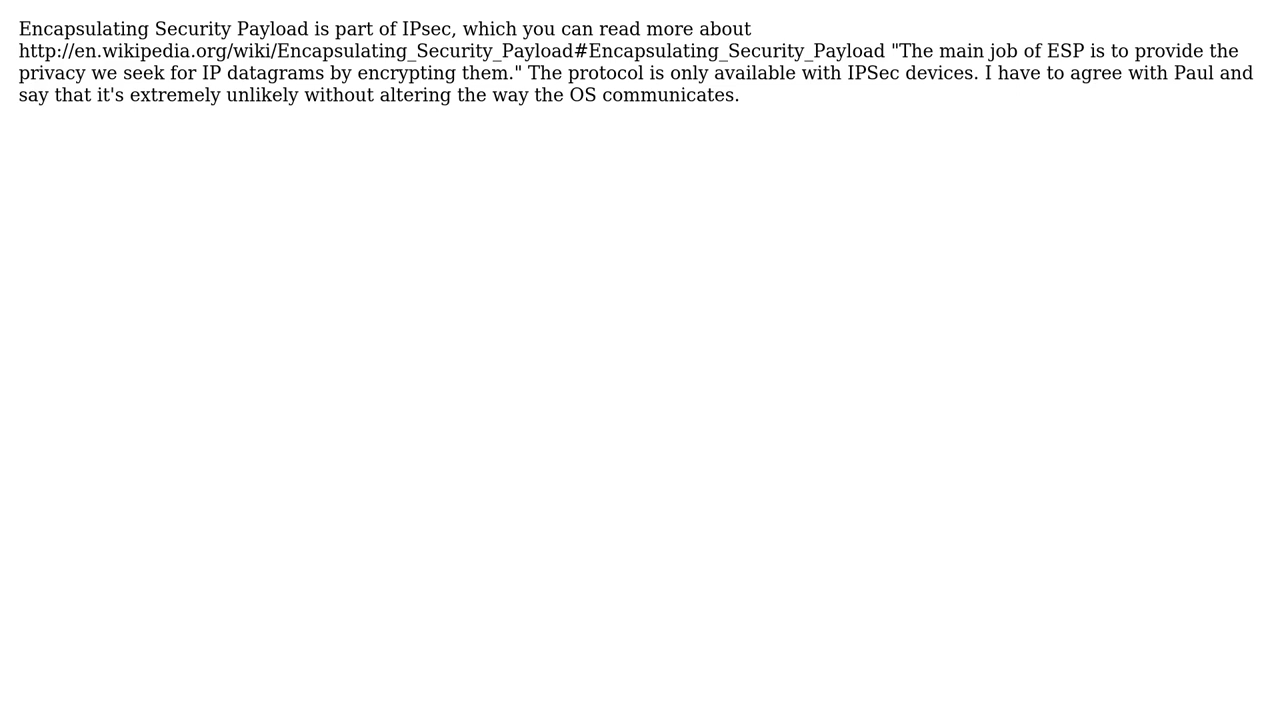 Encapsulating Security Payload is part of IPsec, which you can read more about
http://en.wikipedia.org/wiki/Encapsulating_Security_Payload#Encapsulating_Security_Payload "The main job of ESP is to provide the
privacy we seek for IP datagrams by encrypting them." The protocol is only available with IPSec devices. I have to agree with Paul and
say that it's extremely unlikely without altering the way the OS communicates.